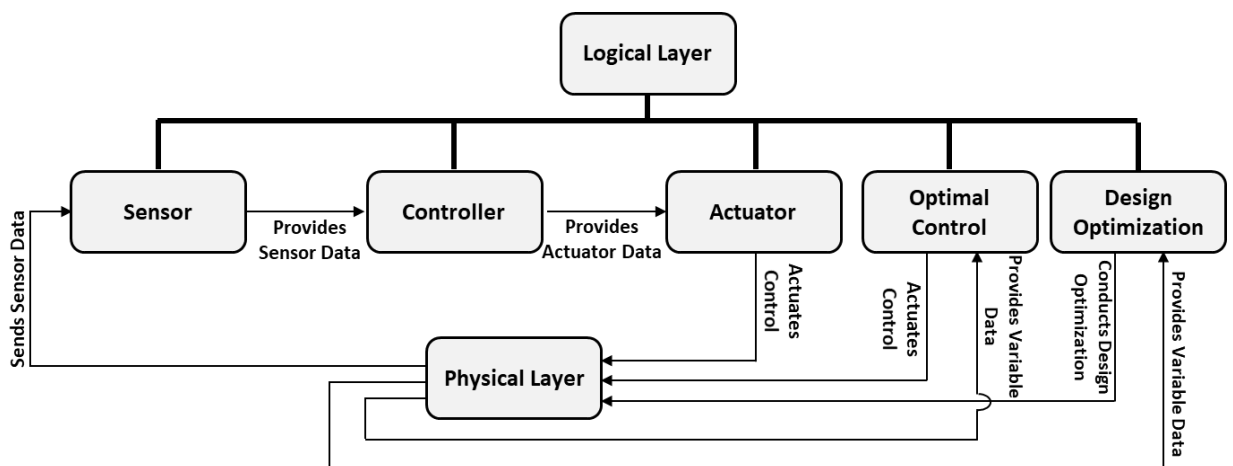 Logical Layer
Sensor
Controller
Actuator
Optimal
Control
Design
Optimization
Provides
Sensor Data
Provides
Actuator Data
Sends Sensor Data
Actuates
Control
Actuates
Control
Provides Variable
Data
Conducts Design
Optimization
Provides Variable Data
Physical Layer